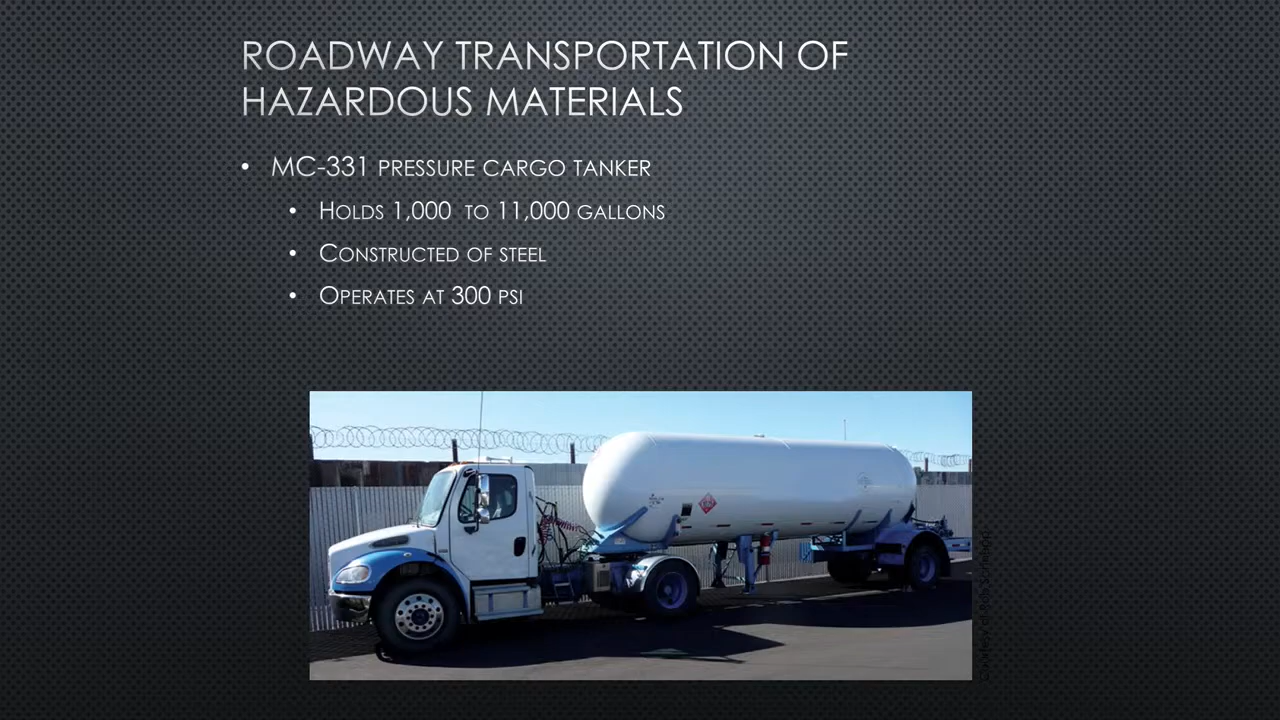 ROADWAY TRANSPORTATION OF
HAZARDOUS MATERIALS
• MC-331 PRESSURE CARGO TANKER
• HOLDS 1,000 TO 11,000 GALLONS
• CONSTRUCTED OF STEEL
• OPERATES AT 300 PSI